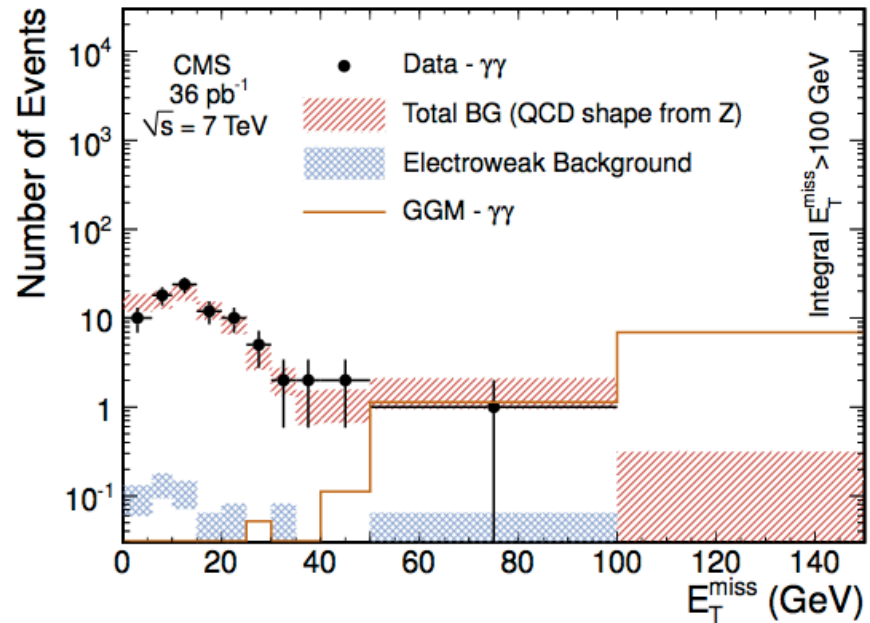 CMS
36 pb⁻¹
√s = 7 TeV
Data - γγ
Total BG (QCD shape from Z)
Electroweak Background
GGM - γγ
Integral E_T^miss >100 GeV
Number of Events
10⁴
10³
10²
10
1
10⁻¹
0 20 40 60 80 100 120 140
E_T^miss (GeV)